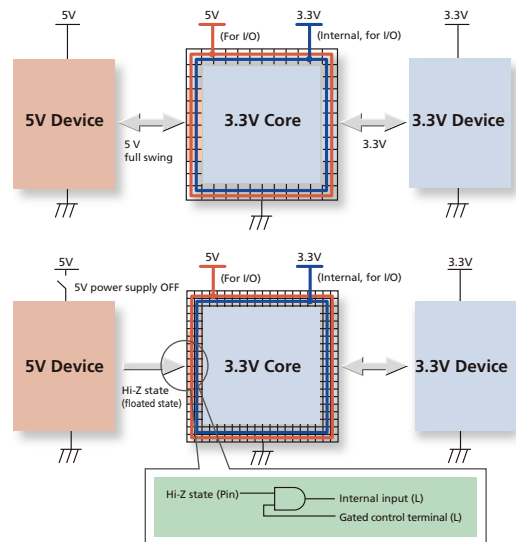 5V
5V
3.3V
3.3V
(For I/O)
(Internal, for I/O)
5V Device
3.3V Core
3.3V Device
5 V
full swing
3.3V
5V
5V
3.3V
3.3V
5V power supply OFF
(For I/O)
(Internal, for I/O)
5V Device
3.3V Core
3.3V Device
Hi-Z state
(floated state)
Hi-Z state (Pin)
Internal input (L)
Gated control terminal (L)